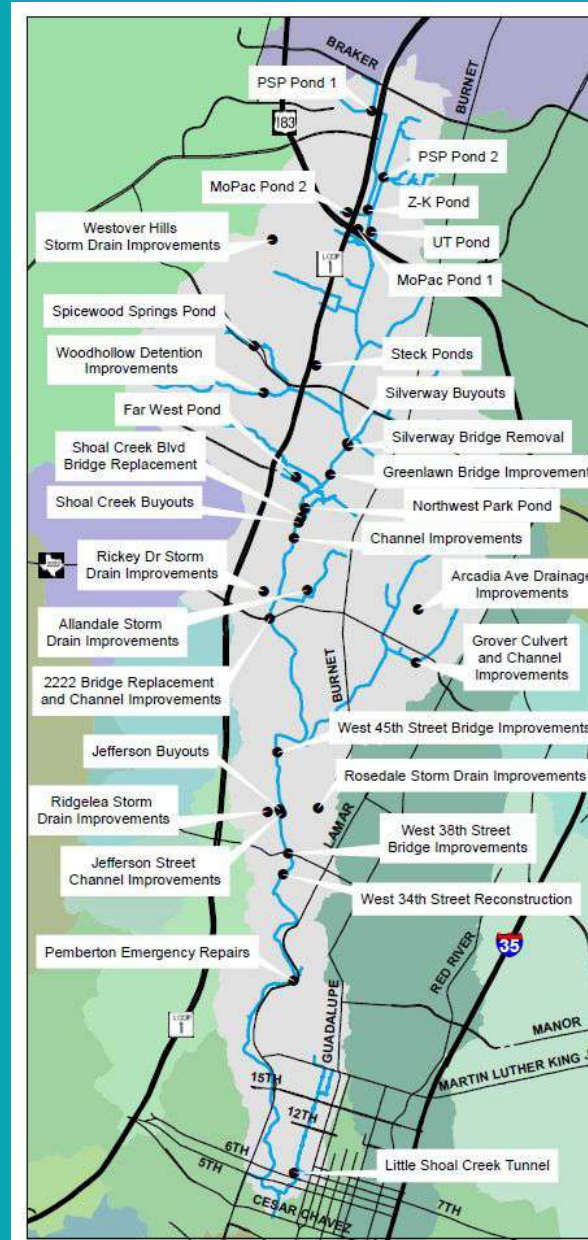 BRAKER
PSP Pond 1
BURNET
183
PSP Pond 2
MoPac Pond 2
Z-K Pond
Westover Hills
Storm Drain Improvements
UT Pond
LOOP
1
MoPac Pond 1
Spicewood Springs Pond
Steck Ponds
Woodhollow Detention
Improvements
Silverway Buyouts
Far West Pond
Silverway Bridge Removal
Shoal Creek Blvd
Bridge Replacement
Greenlawn Bridge Improvement
Shoal Creek Buyouts
Northwest Park Pond
Channel Improvements
2222
Rickey Dr Storm
Drain Improvements
Arcadia Ave Drainage
Improvements
Allandale Storm
Drain Improvements
Grover Culvert
and Channel
Improvements
2222 Bridge Replacement
and Channel Improvements
BURNET
West 45th Street Bridge Improvements
Jefferson Buyouts
Rosedale Storm Drain Improvements
Ridgelea Storm
Drain Improvements
LAMAR
West 38th Street
Bridge Improvements
Jefferson Street
Channel Improvements
West 34th Street Reconstruction
Pemberton Emergency Repairs
35
RED RIVER
GUADALUPE
LOOP
1
MANOR
MARTIN LUTHER KING
15TH
12TH
6TH
5TH
Little Shoal Creek Tunnel
7TH
CESAR CHAVEZ